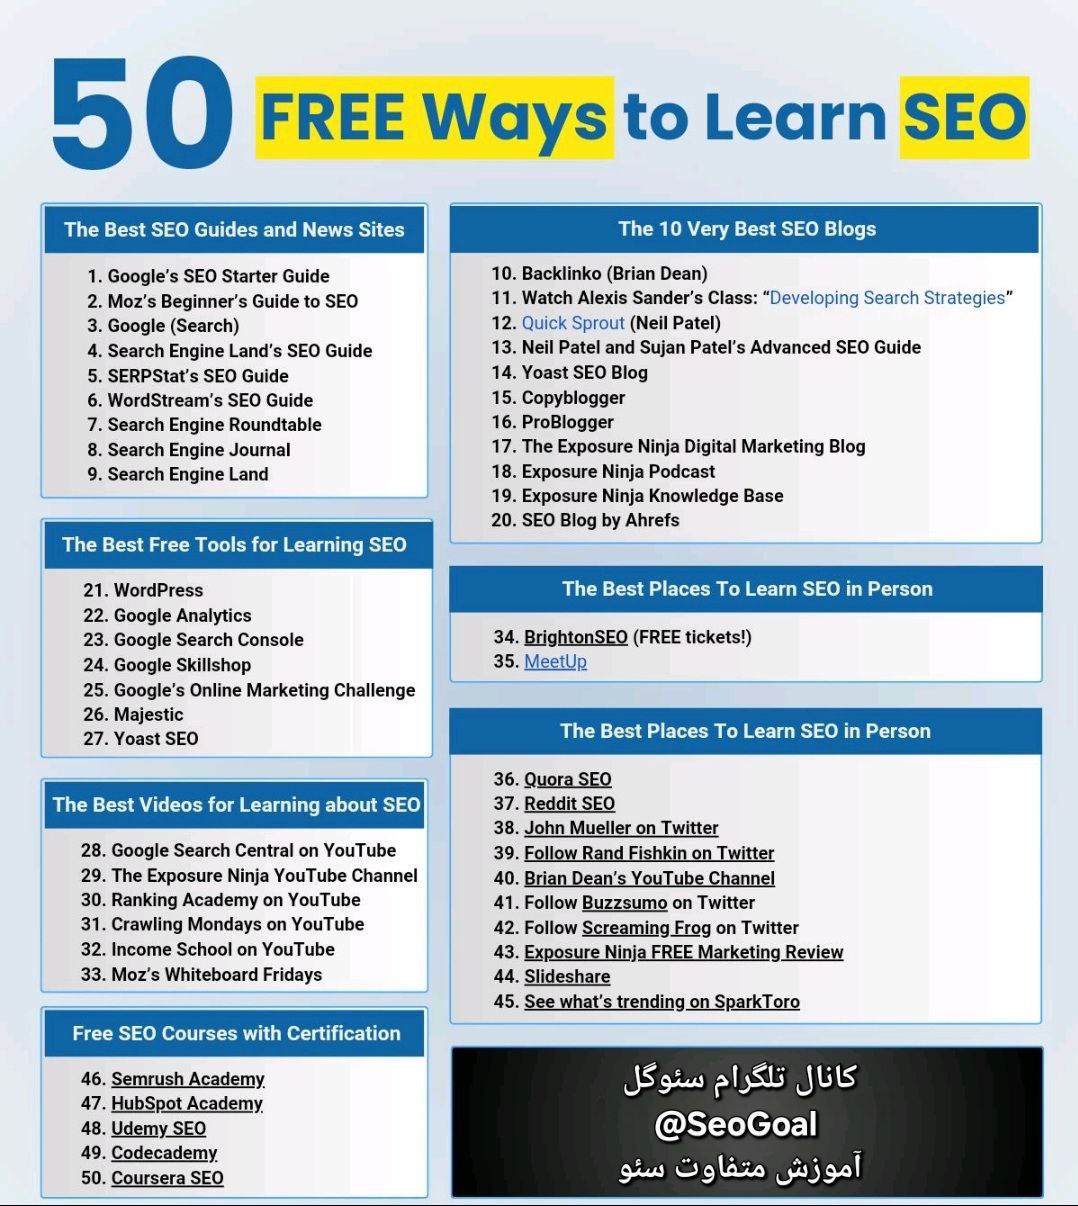 50 FREE Ways to Learn SEO
The Best SEO Guides and News Sites
1. Google's SEO Starter Guide
2. Moz's Beginner's Guide to SEO
3. Google (Search)
4. Search Engine Land's SEO Guide
5. SERPStat's SEO Guide
6. WordStream's SEO Guide
7. Search Engine Roundtable
8. Search Engine Journal
9. Search Engine Land
The 10 Very Best SEO Blogs
10. Backlinko (Brian Dean)
11. Watch Alexis Sander's Class: “Developing Search Strategies”
12. Quick Sprout (Neil Patel)
13. Neil Patel and Sujan Patel's Advanced SEO Guide
14. Yoast SEO Blog
15. Copyblogger
16. ProBlogger
17. The Exposure Ninja Digital Marketing Blog
18. Exposure Ninja Podcast
19. Exposure Ninja Knowledge Base
20. SEO Blog by Ahrefs
The Best Free Tools for Learning SEO
21. WordPress
22. Google Analytics
23. Google Search Console
24. Google Skillshop
25. Google's Online Marketing Challenge
26. Majestic
27. Yoast SEO
The Best Videos for Learning about SEO
28. Google Search Central on YouTube
29. The Exposure Ninja YouTube Channel
30. Ranking Academy on YouTube
31. Crawling Mondays on YouTube
32. Income School on YouTube
33. Moz's Whiteboard Fridays
The Best Places To Learn SEO in Person
34. BrightonSEO (FREE tickets!)
35. MeetUp
The Best Places To Learn SEO in Person
36. Quora SEO
37. Reddit SEO
38. John Mueller on Twitter
39. Follow Rand Fishkin on Twitter
40. Brian Dean's YouTube Channel
41. Follow Buzzsumo on Twitter
42. Follow Screaming Frog on Twitter
43. Exposure Ninja FREE Marketing Review
44. Slideshare
45. See what's trending on SparkToro
Free SEO Courses with Certification
46. Semrush Academy
47. HubSpot Academy
48. Udemy SEO
49. Codecademy
50. Coursera SEO
کانال تلگرام سئوگل
@SeoGoal
آموزش متفاوت سئو